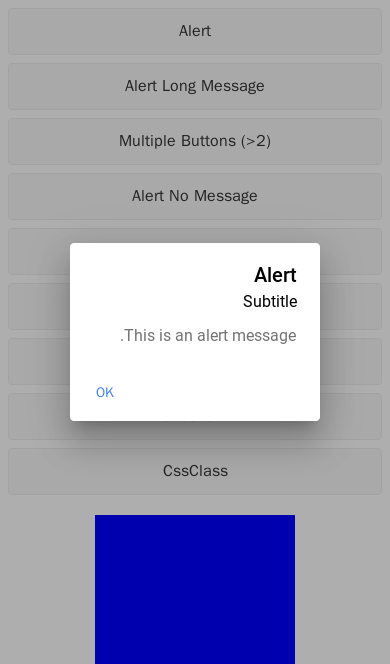 Alert
Alert Long Message
Multiple Buttons (>2)
Alert No Message
Alert
Subtitle
.This is an alert message
OK
CssClass